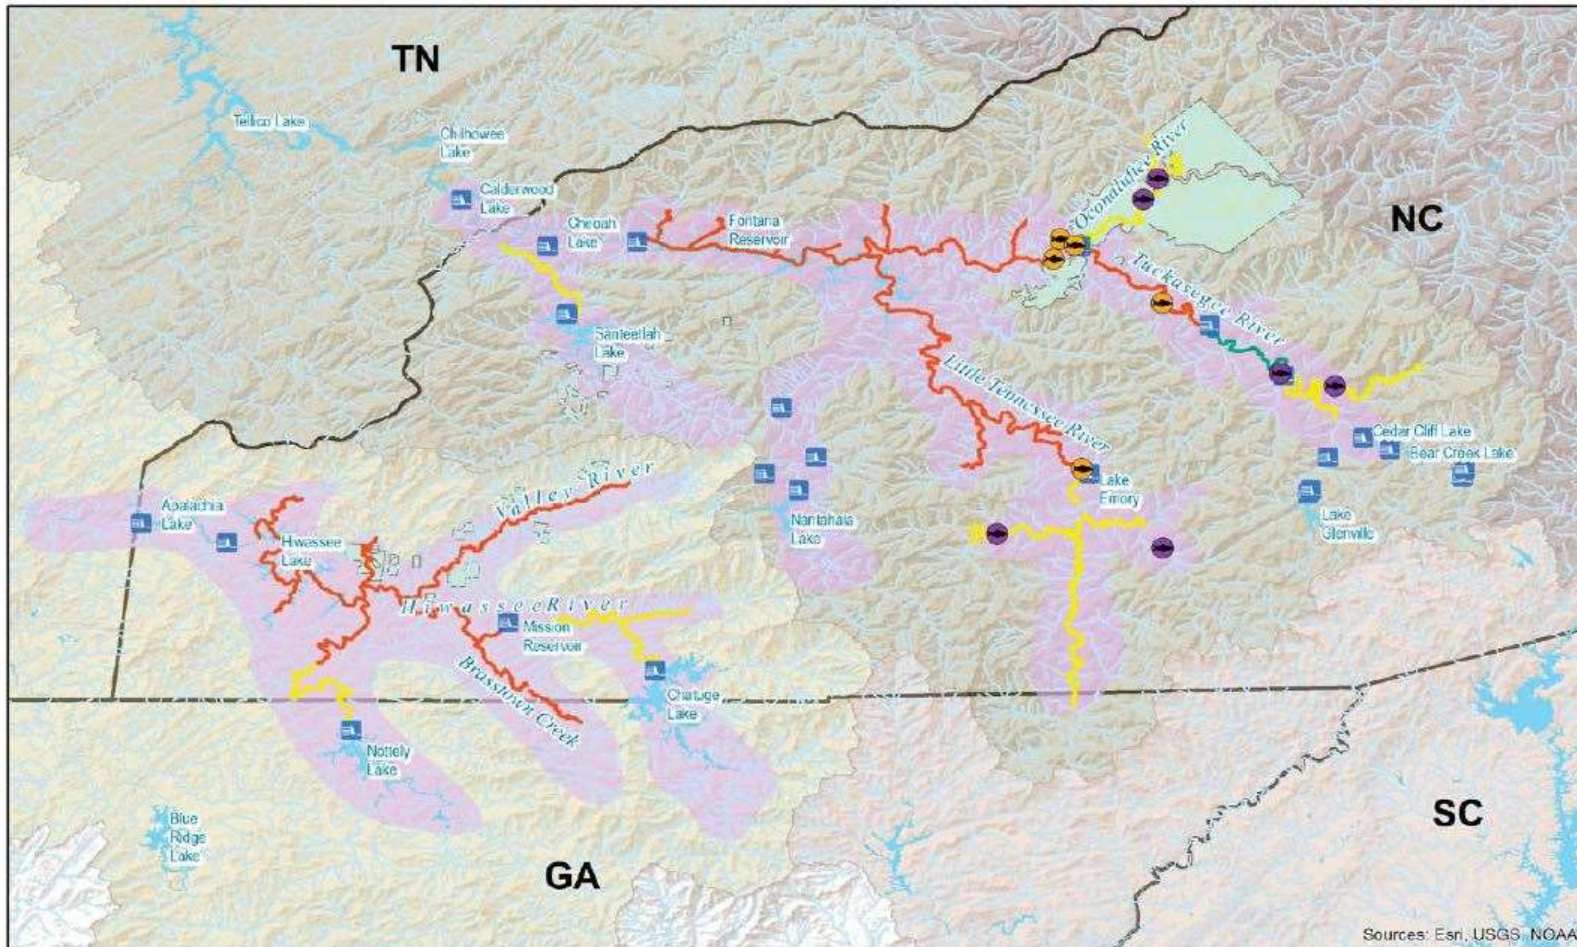 TN
Tellico Lake
Chilhowee
Lake
Calderwood
Lake
Cheoah
Lake
Fontana
Reservoir
Oconaluftee River
NC
Tuckasegee River
Santeetlah
Lake
Little Tennessee River
Cedar Cliff Lake
Bear Creek Lake
Lake
Emory
Lake
Glenville
Nantahala
Lake
Valley River
Apalachia
Lake
Hiwassee
Lake
Hiwassee River
Mission
Reservoir
Brasstown Creek
Chatuge
Lake
Nottely
Lake
Blue
Ridge
Lake
GA
SC
Sources: Esri, USGS, NOAA